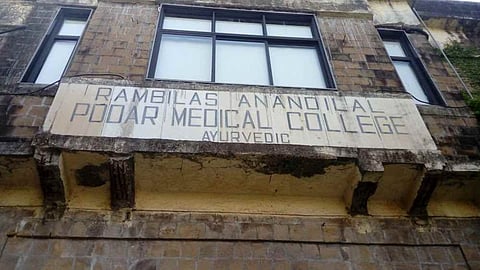 RAMBILAS ANANDILAL
PODAR MEDICAL COLLEGE
AYURVEDIC